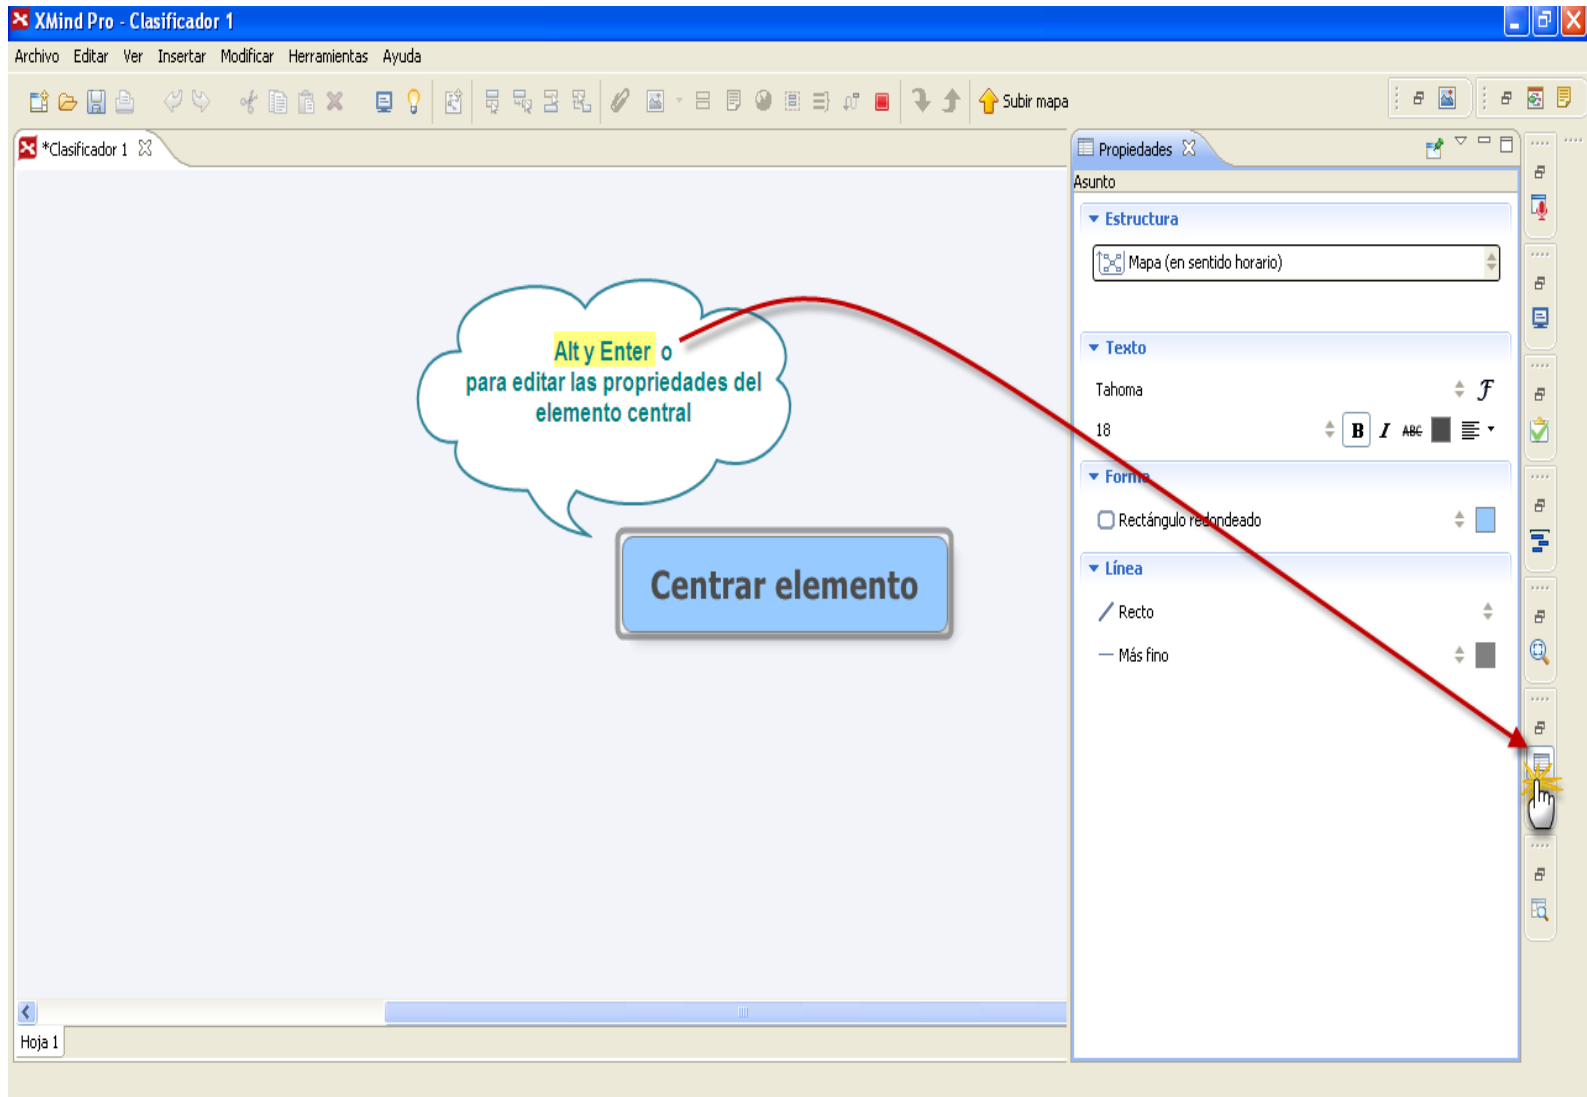 XMind Pro - Clasificador 1
Archivo Editar Ver Insertar Modificar Herramientas Ayuda
Subir mapa
*Clasificador 1
Propiedades
Asunto
Estructura
Mapa (en sentido horario)
Alt y Enter o
para editar las propriedades del
elemento central
Texto
Tahoma
F
18
B I ABC
Forma
Rectángulo redondeado
Línea
Centrar elemento
Recto
Más fino
Hoja 1